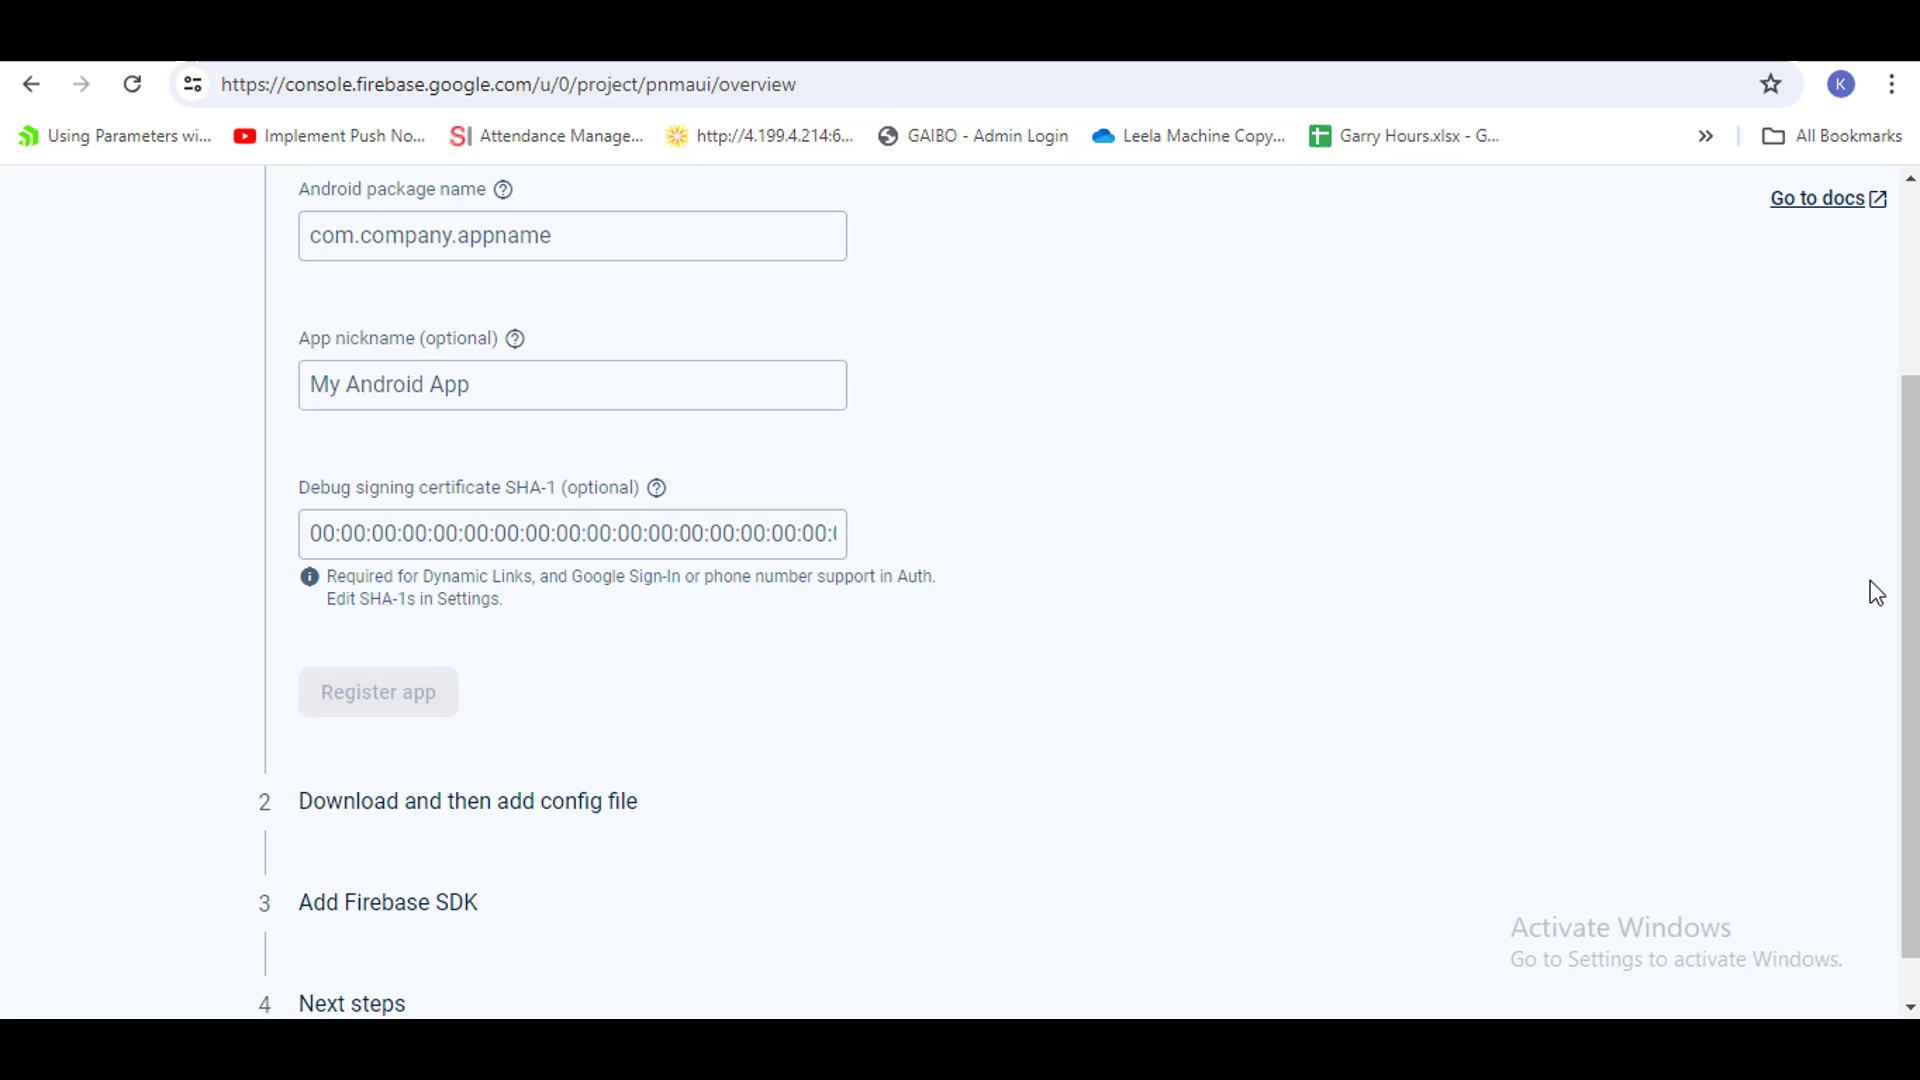 https://console.firebase.google.com/u/0/project/pnmaui/overview
K
Using Parameters wi...
Implement Push No...
Attendance Manage...
http://4.199.4.214:6...
GAIBO - Admin Login
Leela Machine Copy...
Garry Hours.xlsx - G...
All Bookmarks
Android package name
Go to docs
com.company.appname
App nickname (optional)
My Android App
Debug signing certificate SHA-1 (optional)
00:00:00:00:00:00:00:00:00:00:00:00:00:00:00:00:00:
Required for Dynamic Links, and Google Sign-In or phone number support in Auth.
Edit SHA-1s in Settings.
Register app
2 Download and then add config file
3 Add Firebase SDK
Activate Windows
Go to Settings to activate Windows.
4 Next steps